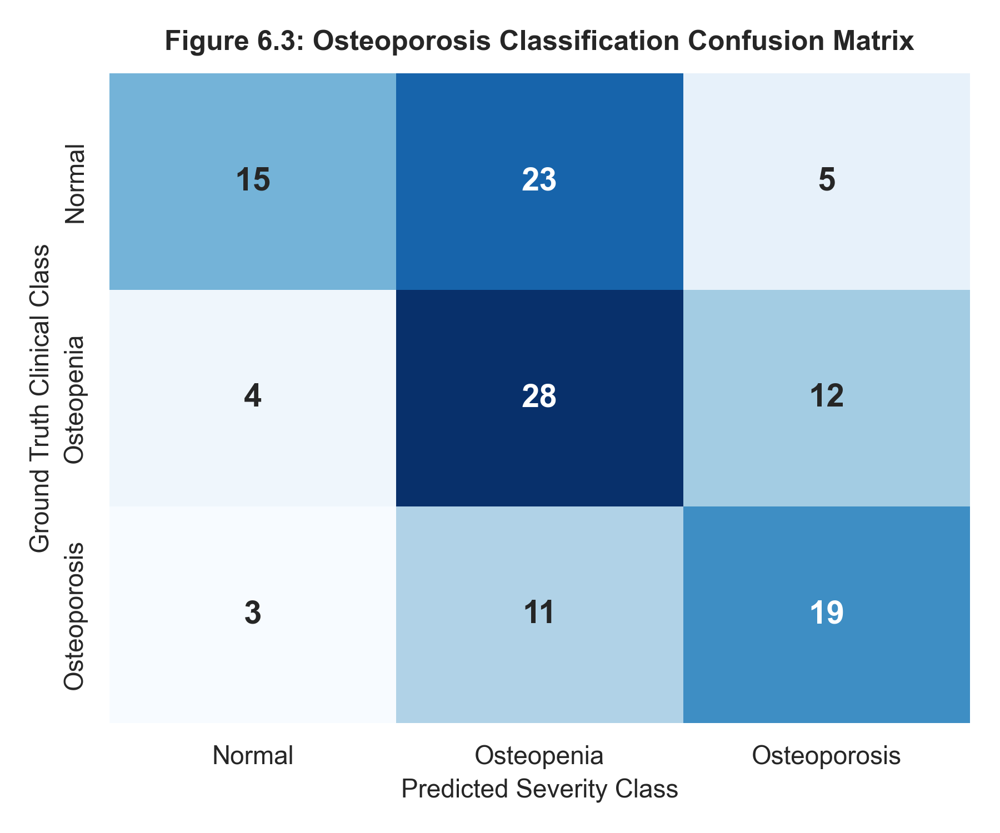 Figure 6.3: Osteoporosis Classification Confusion Matrix
Ground Truth Clinical Class
Normal
15
23
5
Osteopenia
4
28
12
Osteoporosis
3
11
19
Normal
Osteopenia
Osteoporosis
Predicted Severity Class